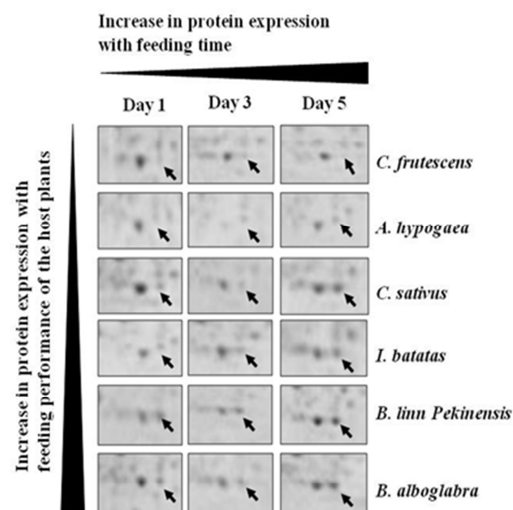 Increase in protein expression
with feeding time
Day 1 Day 3 Day 5
C. frutescens
A. hypogaea
C. sativus
I. batatas
B. linn Pekinensis
B. alboglabra
Increase in protein expression with
feeding performance of the host plants